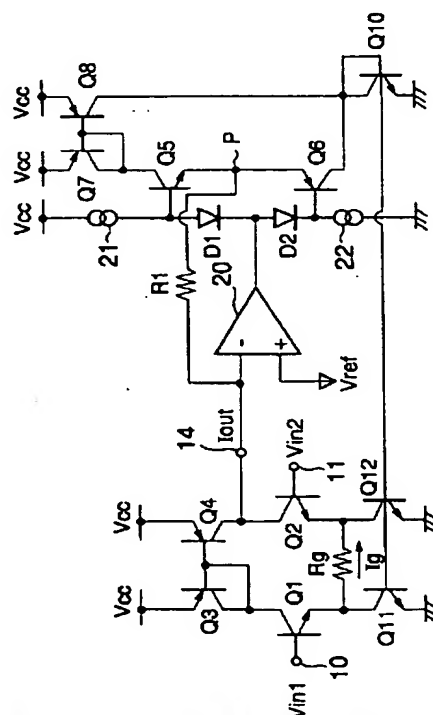 Vcc
Vcc
Vcc
Q8
Q7
21
Q5
R1
P
D1
D2
Q6
20
22
Q10
-
+
Vref
14
Iout
Vcc
Vcc
Q3
Q4
Vin2
11
Q1
Q2
Vin1
10
Rg
Ig
Q11
Q12